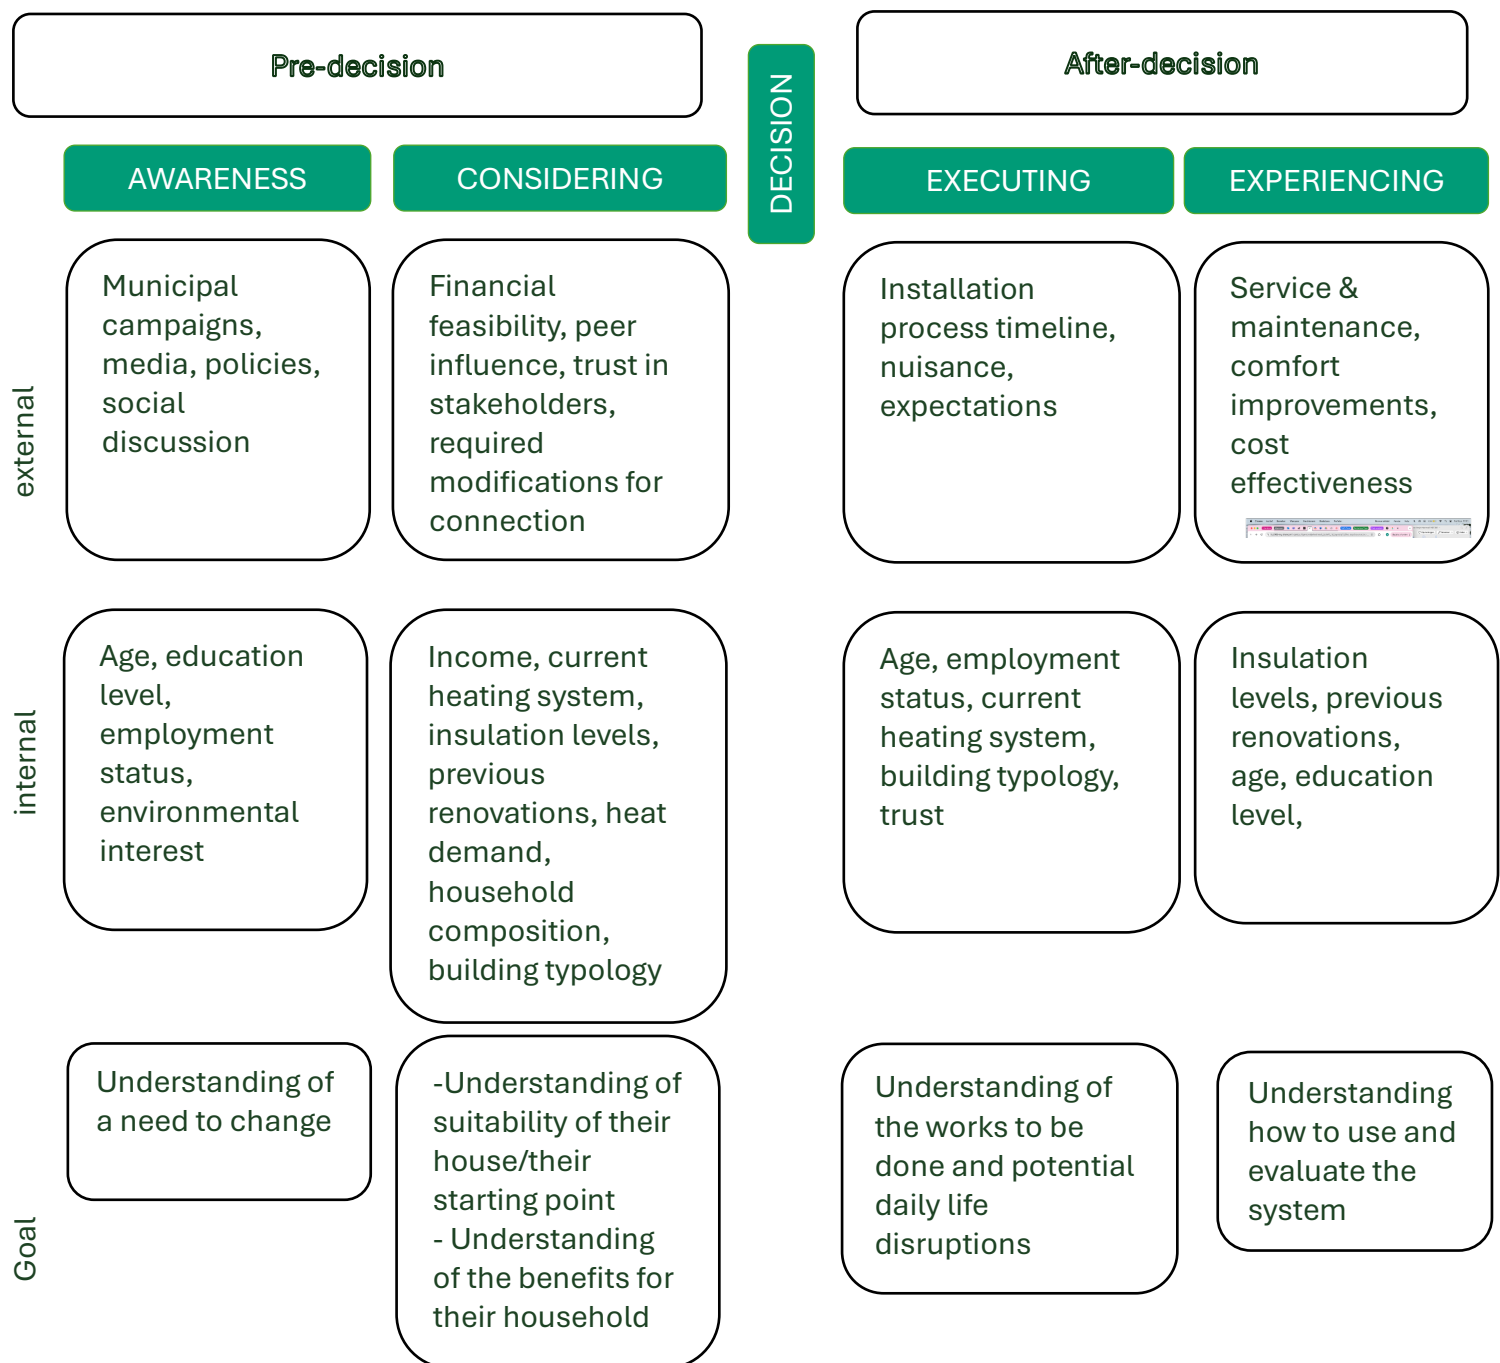 Pre-decision
After-decision
DECISION
AWARENESS
CONSIDERING
EXECUTING
EXPERIENCING
external
Municipal
campaigns,
media, policies,
social
discussion
Financial
feasibility, peer
influence, trust in
stakeholders,
required
modifications for
connection
Installation
process timeline,
nuisance,
expectations
Service &
maintenance,
comfort
improvements,
cost
effectiveness
internal
Age, education
level,
employment
status,
environmental
interest
Income, current
heating system,
insulation levels,
previous
renovations, heat
demand,
household
composition,
building typology
Age, employment
status, current
heating system,
building typology,
trust
Insulation
levels, previous
renovations,
age, education
level,
Goal
Understanding of
a need to change
-Understanding of
suitability of their
house/their
starting point
- Understanding
of the benefits for
their household
Understanding of
the works to be
done and potential
daily life
disruptions
Understanding
how to use and
evaluate the
system